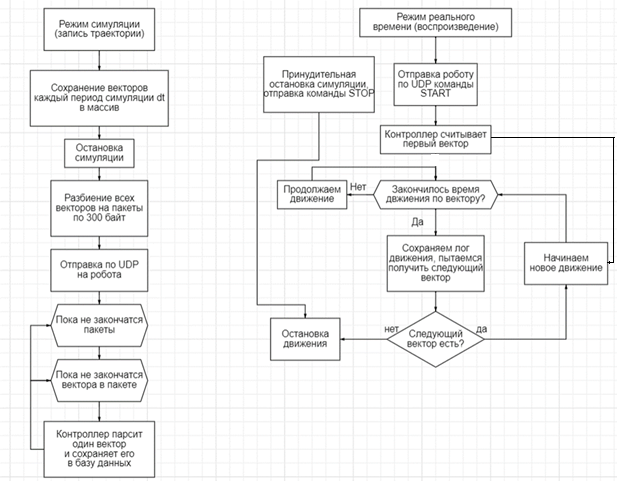 Режим симуляции
(запись траектории)
Сохранение векторов
каждый период симуляции dt
в массив
Остановка
симуляции
Разбиение всех
векторов на пакеты
по 300 байт
Отправка по UDP
на робота
Пока не закончатся
пакеты
Пока не закончатся
вектора в пакете
Контроллер парсит
один вектор
и сохраняет его
в базу данных
Режим реального
времени (воспроизведение)
Принудительная
остановка симуляции,
отправка команды STOP
Отправка роботу
по UDP команды
START
Контроллер считывает
первый вектор
Продолжаем
движение
Нет
Закончилось время
движения по вектору?
Да
Сохраняем лог
движения, пытаемся
получить следующий
вектор
Начинаем
новое движение
Остановка
движения
нет
Следующий
вектор есть?
да